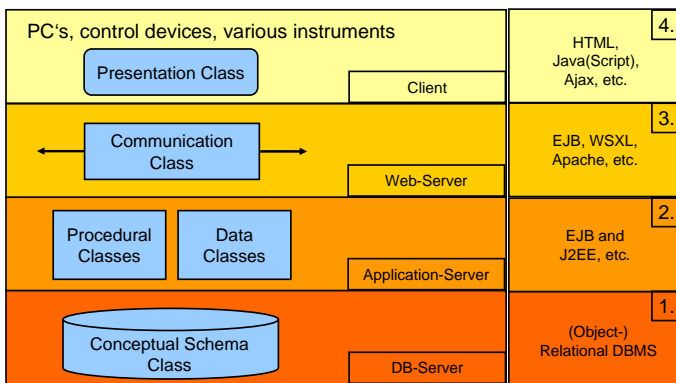 PC's, control devices, various instruments
Presentation Class
Client
4.
HTML,
Java(Script),
Ajax, etc.
Communication
Class
Web-Server
3.
EJB, WSXL,
Apache, etc.
Procedural
Classes
Data
Classes
Application-Server
2.
EJB and
J2EE, etc.
Conceptual Schema
Class
DB-Server
1.
(Object-)
Relational DBMS